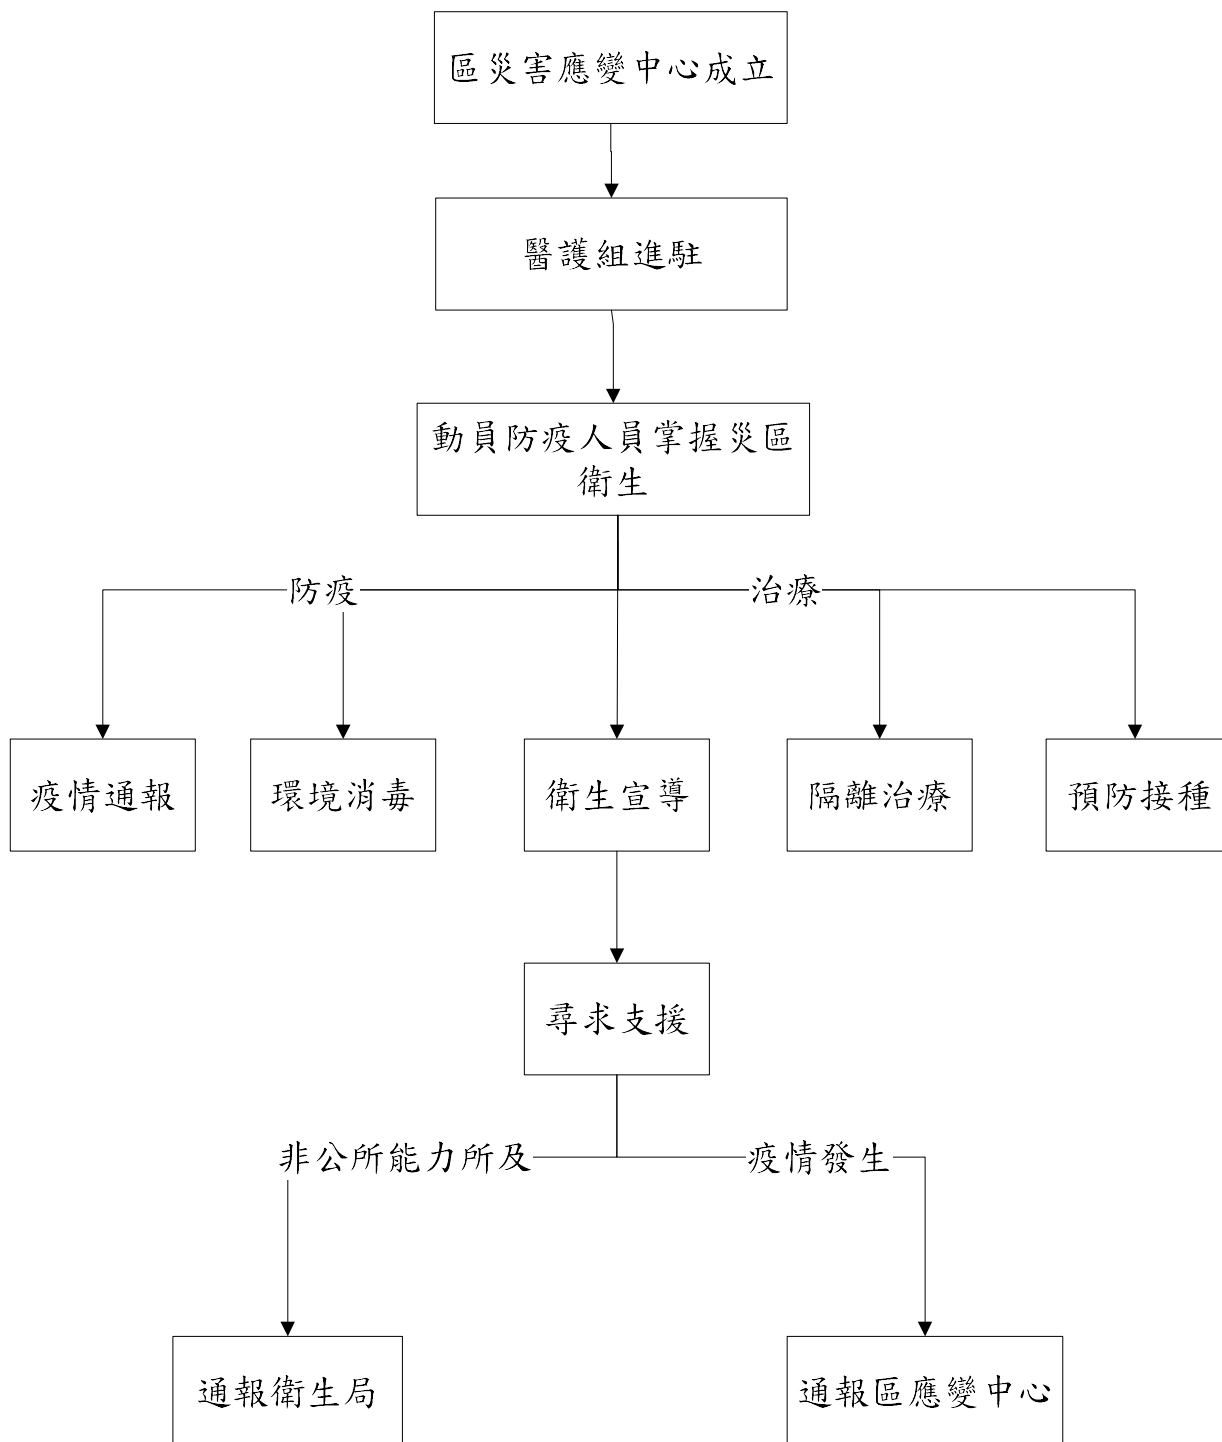 區災害應變中心成立
醫護組進駐
動員防疫人員掌握災區
衛生
防疫
治療
疫情通報
環境消毒
衛生宣導
隔離治療
預防接種
尋求支援
非公所能力所及
疫情發生
通報衛生局
通報區應變中心